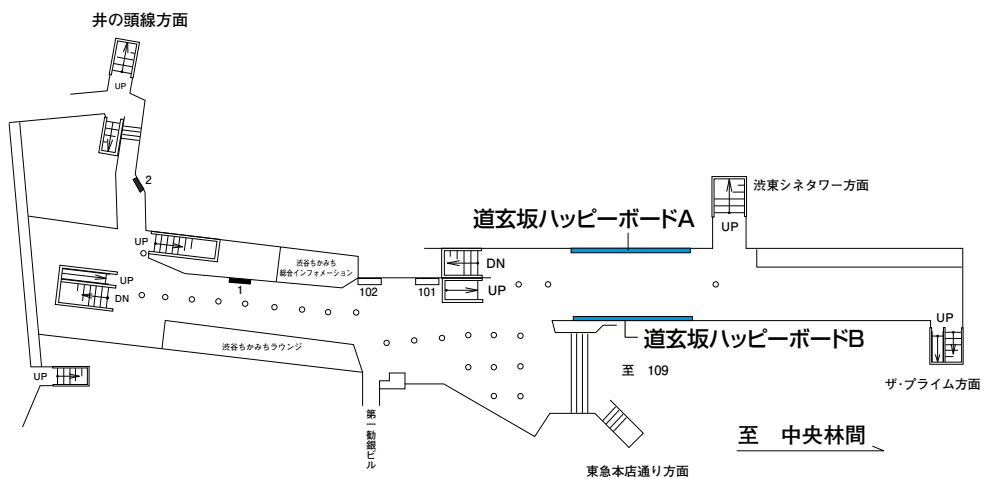 井の頭線方面
UP
2
渋東シネタワー方面
道玄坂ハッピーボードA
UP
UP
渋谷ちかみち
総合インフォメーション
DN
UP
DN
1
102
101
UP
UP
渋谷ちかみちラウンジ
道玄坂ハッピーボードB
至 109
UP
ザ・プライム方面
第一勧銀ビル
至 中央林間
東急本店通り方面